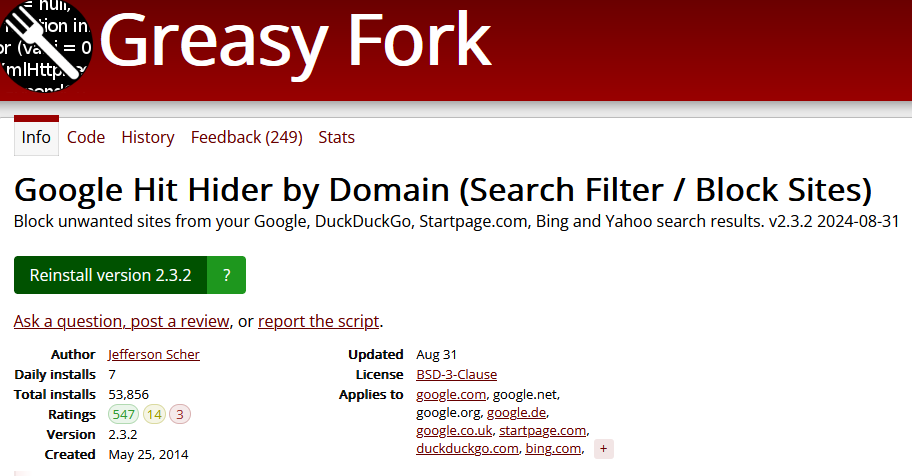 = null,
tion in
or (va i = 0
XmlHttp
Greasy Fork
Info Code History Feedback (249) Stats
Google Hit Hider by Domain (Search Filter / Block Sites)
Block unwanted sites from your Google, DuckDuckGo, Startpage.com, Bing and Yahoo search results. v2.3.2 2024-08-31
Reinstall version 2.3.2 ?
Ask a question, post a review, or report the script.
Author Jefferson Scher
Daily installs 7
Total installs 53,856
Ratings 547 14 3
Version 2.3.2
Created May 25, 2014
Updated Aug 31
License BSD-3-Clause
Applies to google.com, google.net,
google.org, google.de,
google.co.uk, startpage.com,
duckduckgo.com, bing.com, +